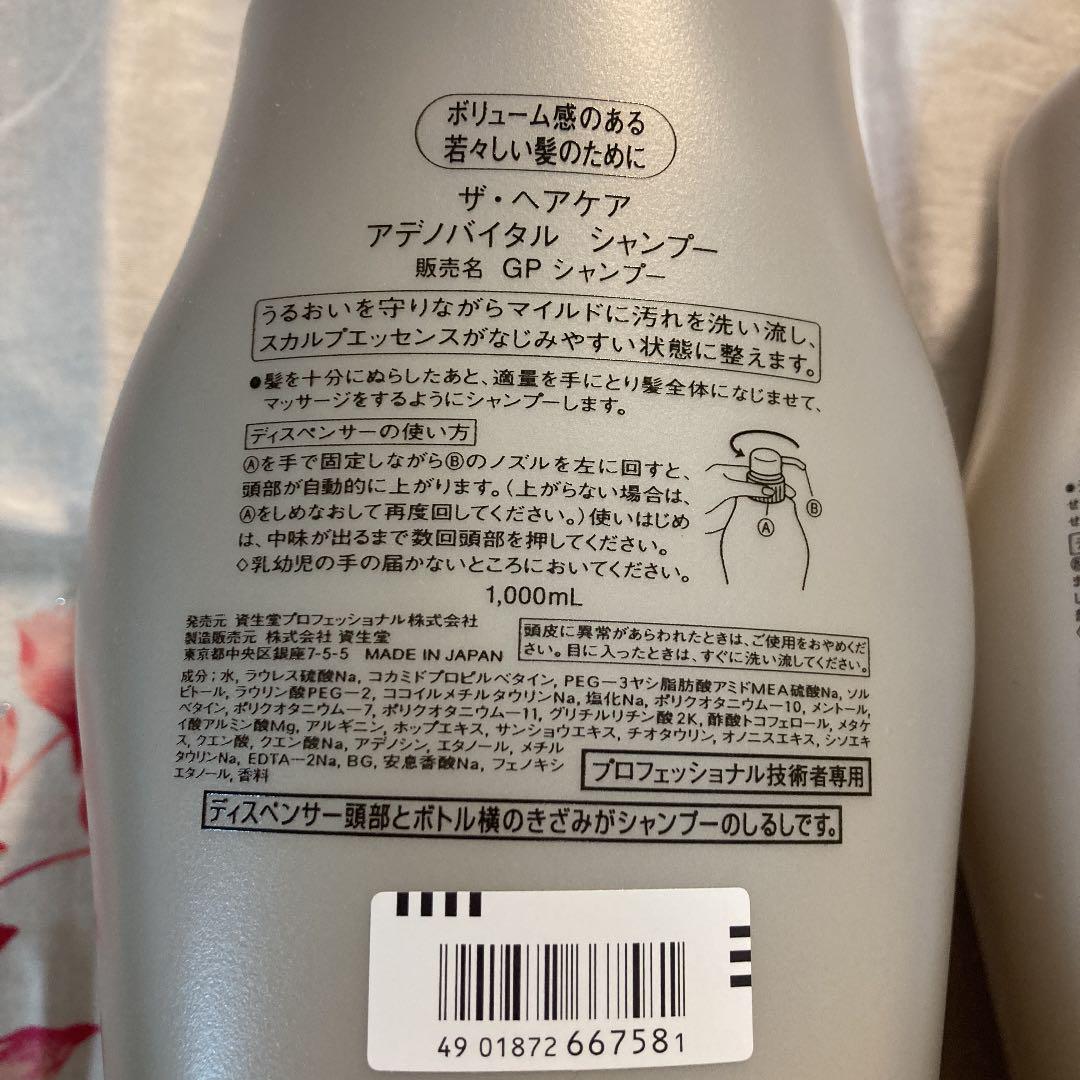 ボリューム感のある
若々しい髪のために
ザ・ヘアケア
アデノバイタル シャンプー
販売名 GP シャンプー
うるおいを守りながらマイルドに汚れを洗い流し、
スカルプエッセンスがなじみやすい状態に整えます。
●髪を十分にぬらしたあと、適量を手にとり髪全体になじませて、
マッサージをするようにシャンプーします。
ディスペンサーの使い方
Ⓐを手で固定しながらⒷのノズルを左に回すと、
頭部が自動的に上がります。(上がらない場合は、
Ⓐをしめなおして再度回してください。)使いはじめ
は、中味が出るまで数回頭部を押してください。
◇乳幼児の手の届かないところにおいてください。
Ⓐ
Ⓑ
1,000mL
発売元 資生堂プロフェッショナル株式会社
製造販売元 株式会社 資生堂
東京都中央区銀座7-5-5 MADE IN JAPAN
頭皮に異常があらわれたときは、ご使用をおやめくだ
さい。目に入ったときは、すぐに洗い流してください。
成分;水, ラウレス硫酸Na, コカミドプロピルベタイン, PEG-3ヤシ脂肪酸アミドMEA硫酸Na, ソル
ビトール, ラウリン酸PEG-2, ココイルメチルタウリンNa, 塩化Na, ポリクオタニウム-10, メントール,
ベタイン, ポリクオタニウム-7, ポリクオタニウム-11, グリチルリチン酸2K, 酢酸トコフェロール, メタケ
イ酸アルミン酸Mg, アルギニン, ホップエキス, サンショウエキス, チオタウリン, オノニスエキス, シソエキ
ス, クエン酸, クエン酸Na, アデノシン, エタノール, メチル
タウリンNa, EDTA-2Na, BG, 安息香酸Na, フェノキシ
エタノール, 香料
プロフェッショナル技術者専用
ディスペンサー頭部とボトル横のきざみがシャンプーのしるしです。
49 01872 667581